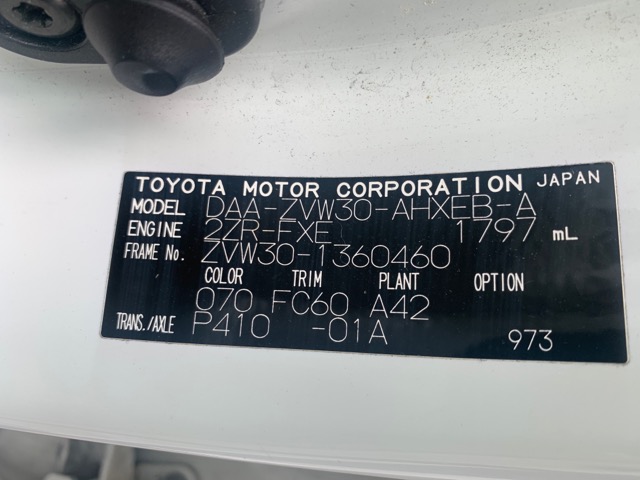 TOYOTA MOTOR CORPORATION JAPAN
MODEL DAA-ZVW30-AHXEB-A
ENGINE 2ZR-FXE 1797 mL
FRAME No. ZVW30-1360460
COLOR TRIM PLANT OPTION
070 FC60 A42
TRANS./AXLE P410 -01A 973